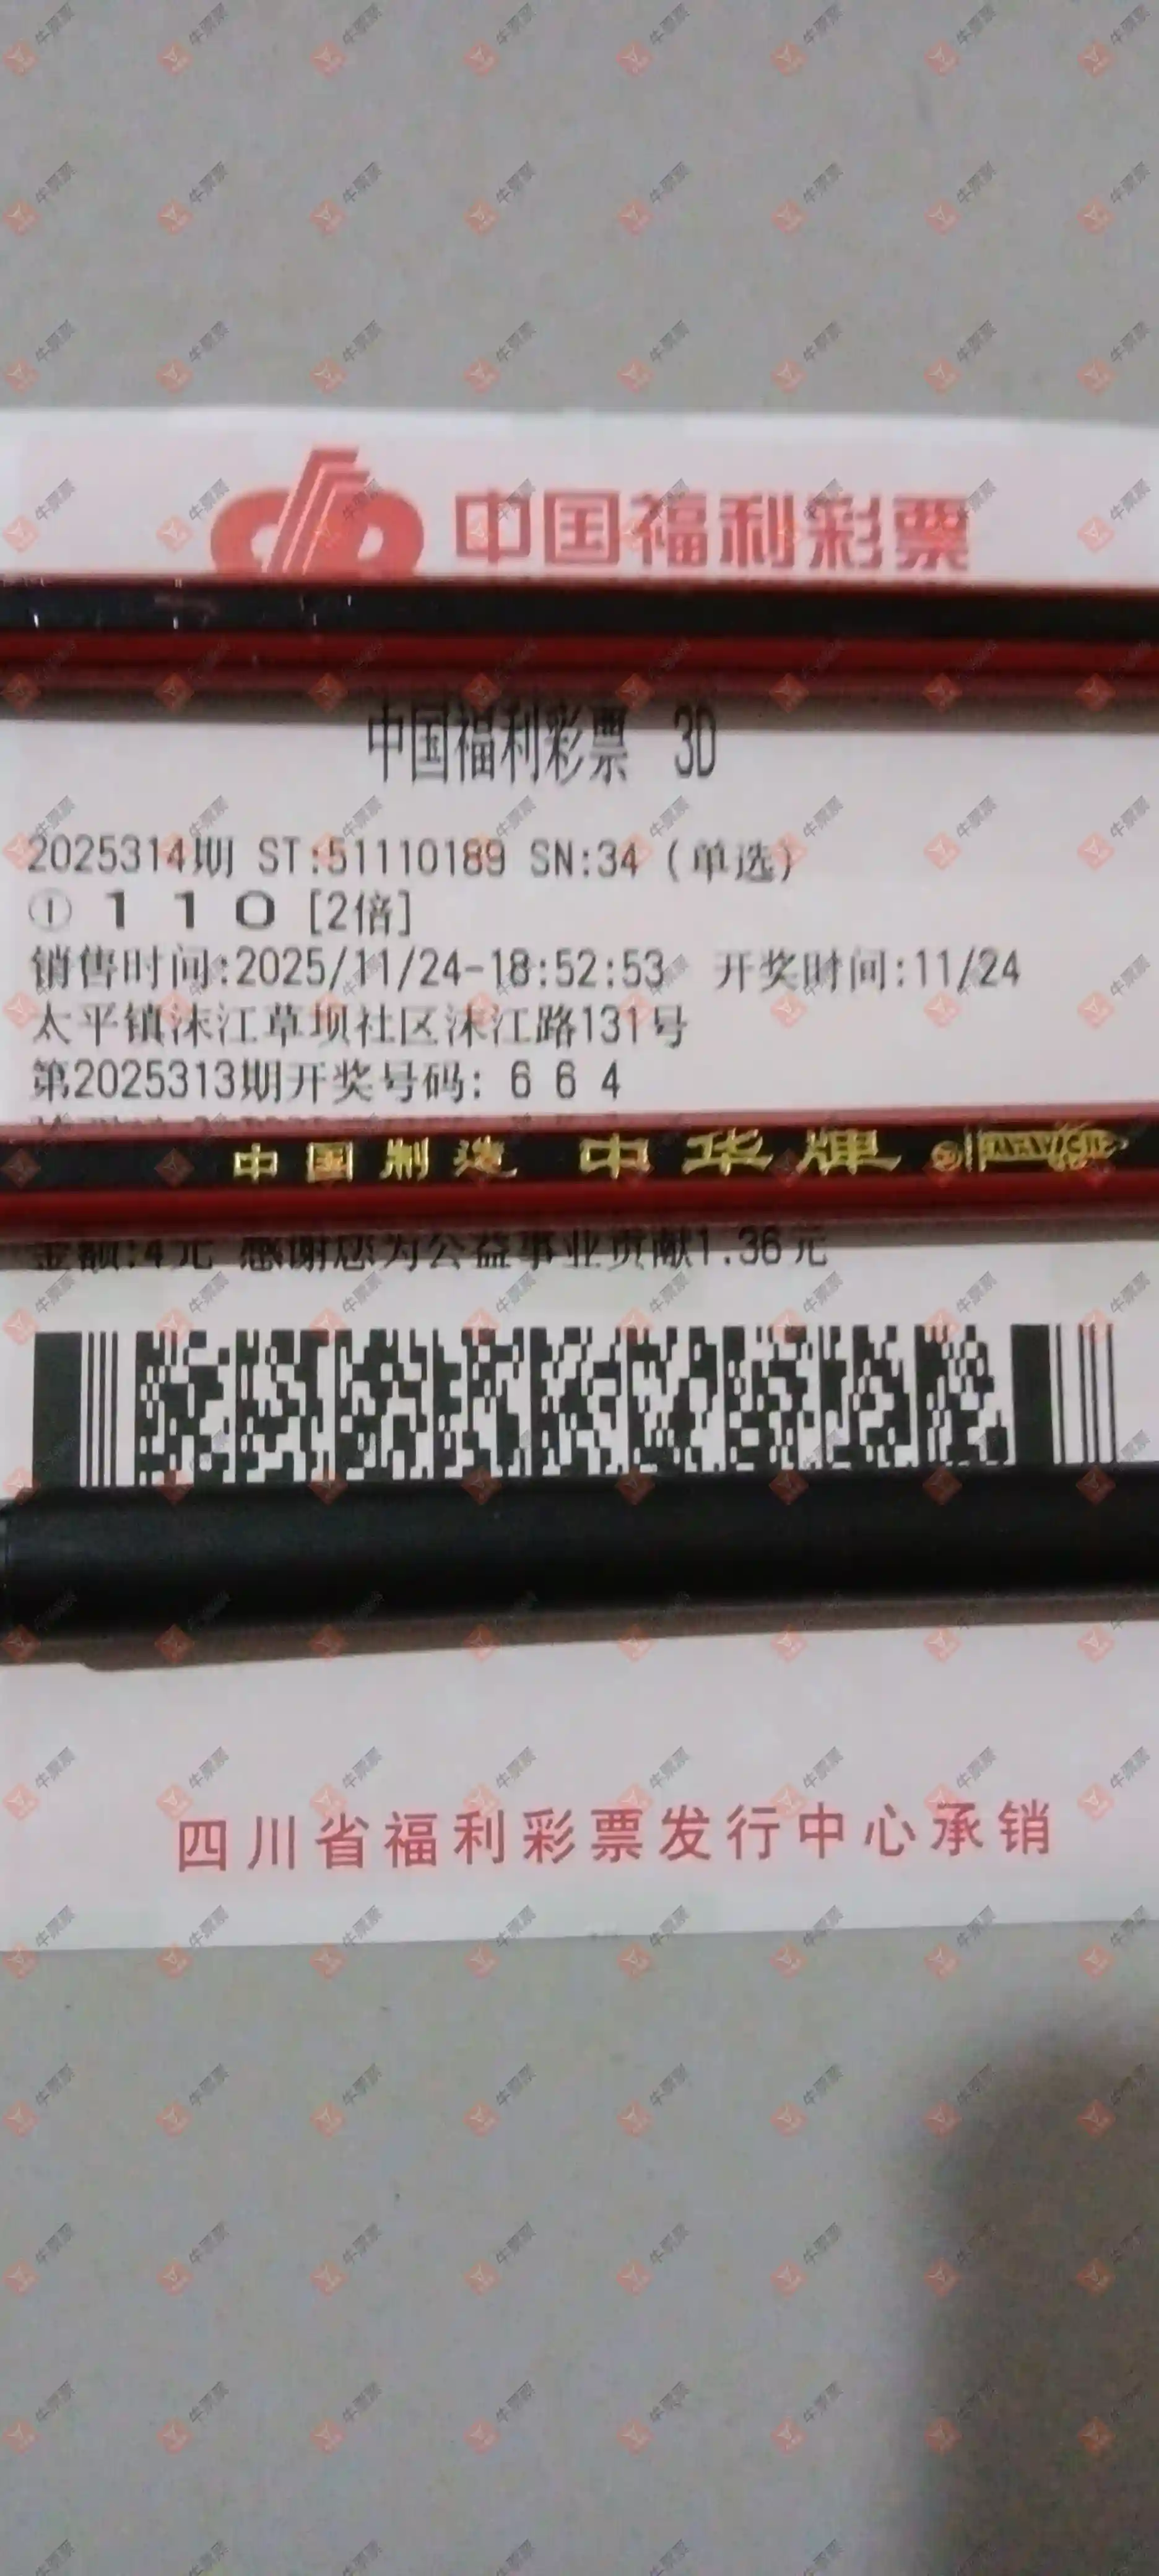 中国福利彩票
中国福利彩票 3D
2025314期 ST:51110189 SN:34 (单选)
① 1 1 0 [2倍]
销售时间:2025/11/24-18:52:53 开奖时间:11/24
太平镇沫江草坝社区沫江路131号
第2025313期开奖号码: 6 6 4
中国制造 中华牌
金额:4元 感谢您为公益事业贡献1.36元
四川省福利彩票发行中心承销
牛票票